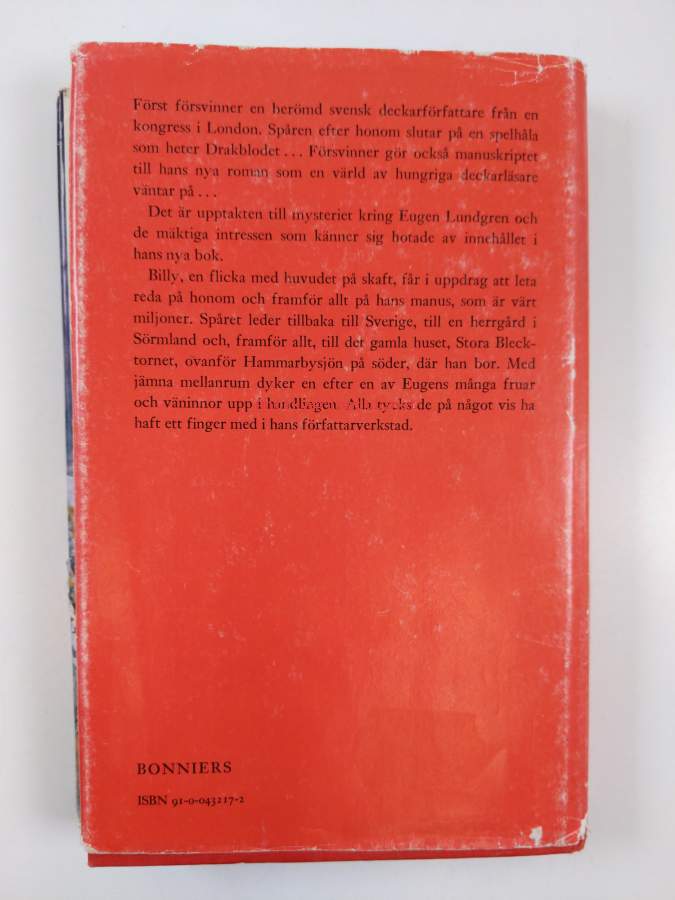 Först försvinner en berömd svensk deckarförfattare från en
kongress i London. Spåren efter honom slutar på en spelhåla
som heter Drakblodet... Försvinner gör också manuskriptet
till hans nya roman som en värld av hungriga deckarläsare
väntar på...
Det är upptakten till mysteriet kring Eugen Lundgren och
de mäktiga intressen som känner sig hotade av innehållet i
hans nya bok.
Billy, en flicka med huvudet på skaft, får i uppdrag att leta
reda på honom och framför allt på hans manus, som är värt
miljoner. Spåret leder tillbaka till Sverige, till en herrgård i
Sörmland och, framför allt, till det gamla huset, Stora Bleck-
tornet, ovanför Hammarbysjön på söder, där han bor. Med
jämna mellanrum dyker en efter en av Eugens många fruar
och väninnor upp i handlingen. Alla tycks de på något vis ha
haft ett finger med i hans författarverkstad.
BONNIERS
ISBN 91-0-043217-2